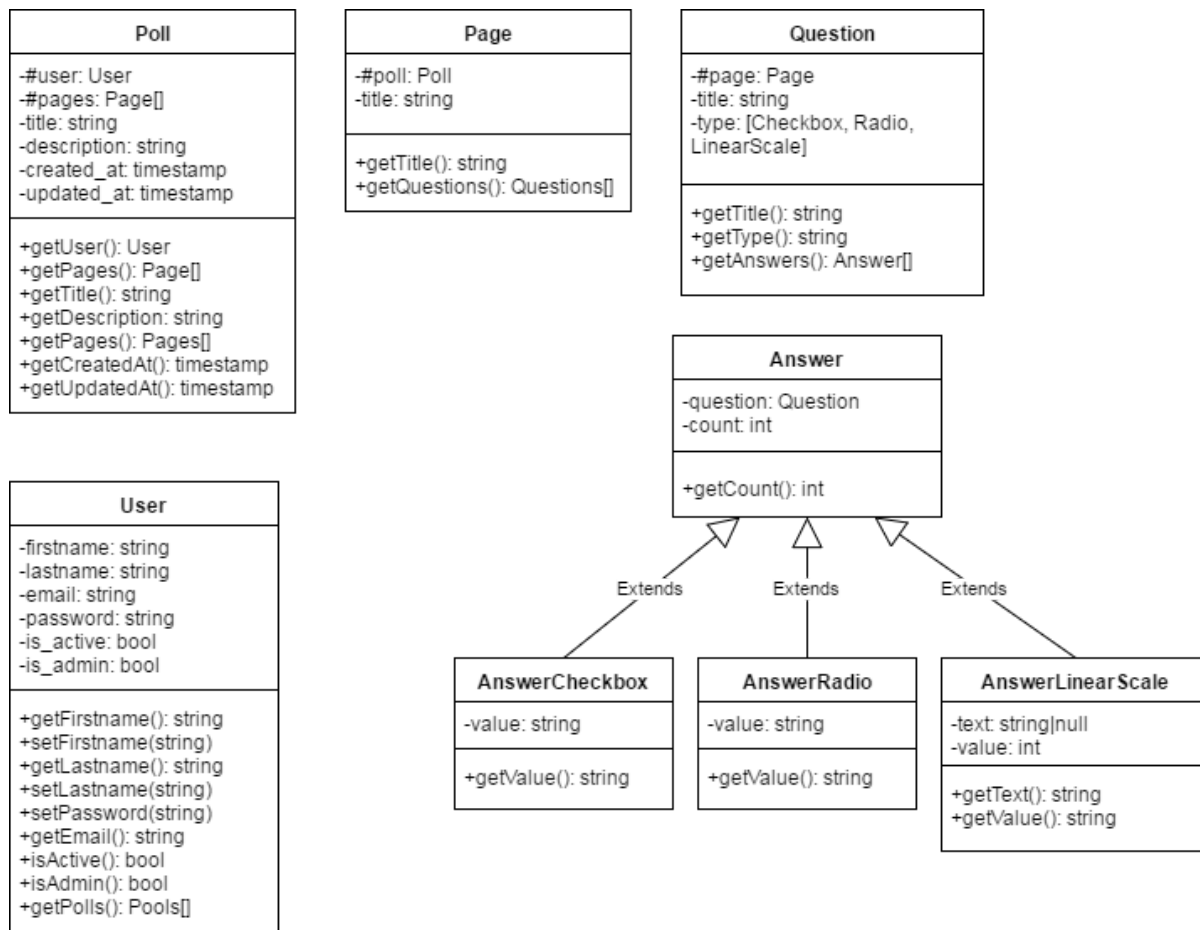 Poll
-#user: User
-#pages: Page[]
-title: string
-description: string
-created_at: timestamp
-updated_at: timestamp
+getUser(): User
+getPages(): Page[]
+getTitle(): string
+getDescription: string
+getPages(): Pages[]
+getCreatedAt(): timestamp
+getUpdatedAt(): timestamp
Page
-#poll: Poll
-title: string
+getTitle(): string
+getQuestions(): Questions[]
Question
-#page: Page
-title: string
-type: [Checkbox, Radio,
LinearScale]
+getTitle(): string
+getType(): string
+getAnswers(): Answer[]
Answer
-question: Question
-count: int
+getCount(): int
Extends
Extends
Extends
User
-firstname: string
-lastname: string
-email: string
-password: string
-is_active: bool
-is_admin: bool
+getFirstname(): string
+setFirstname(string)
+getLastname(): string
+setLastname(string)
+setPassword(string)
+getEmail(): string
+isActive(): bool
+isAdmin(): bool
+getPolls(): Pools[]
AnswerCheckbox
-value: string
+getValue(): string
AnswerRadio
-value: string
+getValue(): string
AnswerLinearScale
-text: string|null
-value: int
+getText(): string
+getValue(): string